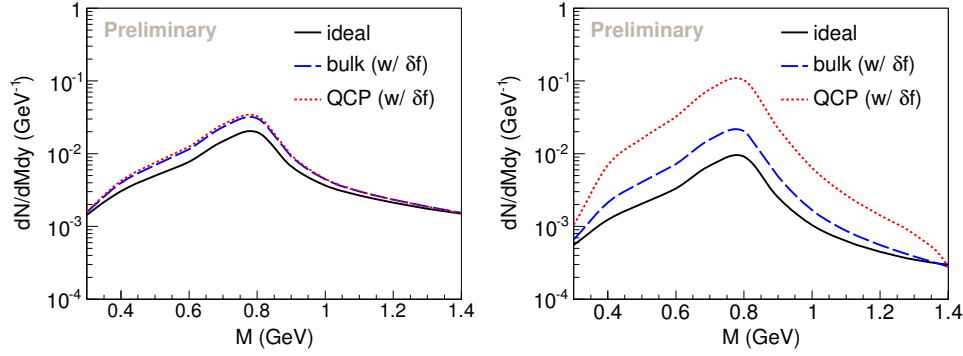 Preliminary
ideal
bulk (w/ δf)
QCP (w/ δf)
dN/dMdy (GeV⁻¹)
1
10⁻¹
10⁻²
10⁻³
10⁻⁴
0.4 0.6 0.8 1 1.2 1.4
M (GeV)
Preliminary
ideal
bulk (w/ δf)
QCP (w/ δf)
dN/dMdy (GeV⁻¹)
1
10⁻¹
10⁻²
10⁻³
10⁻⁴
0.4 0.6 0.8 1 1.2 1.4
M (GeV)